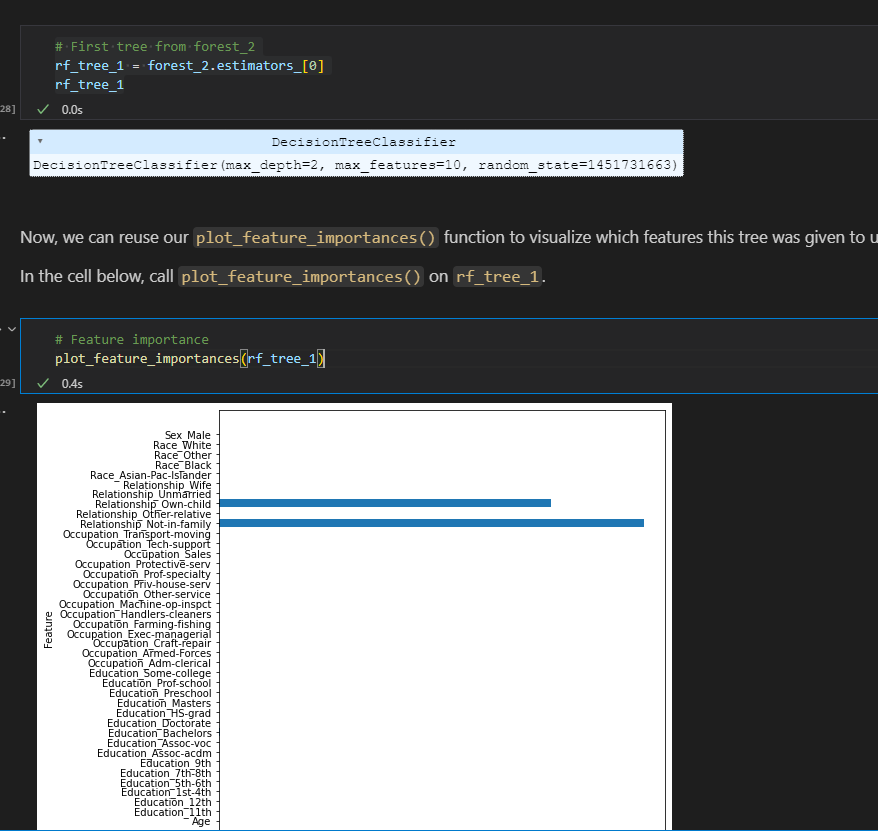 # First tree from forest_2
rf_tree_1 = forest_2.estimators_[0]
rf_tree_1
28]
0.0s
DecisionTreeClassifier
DecisionTreeClassifier(max_depth=2, max_features=10, random_state=1451731663)
Now, we can reuse our plot_feature_importances() function to visualize which features this tree was given to u
In the cell below, call plot_feature_importances() on rf_tree_1.
# Feature importance
plot_feature_importances(rf_tree_1)
29]
0.4s
Sex_Male
Race_White
Race_Other
Race_Black
Race_Asian-Pac-Islander
Relationship_Wife
Relationship_Unmarried
Relationship_Own-child
Relationship_Other-relative
Relationship_Not-in-family
Occupation_Transport-moving
Occupation_Tech-support
Occupation_Sales
Occupation_Protective-serv
Occupation_Prof-specialty
Occupation_Priv-house-serv
Occupation_Other-service
Occupation_Machine-op-inspct
Occupation_Handlers-cleaners
Occupation_Farming-fishing
Occupation_Exec-managerial
Occupation_Craft-repair
Occupation_Armed-Forces
Occupation_Adm-clerical
Education_Some-college
Education_Prof-school
Education_Preschool
Education_Masters
Education_HS-grad
Education_Doctorate
Education_Bachelors
Education_Assoc-voc
Education_Assoc-acdm
Education_9th
Education_7th-8th
Education_5th-6th
Education_1st-4th
Education_12th
Education_11th
Age
Feature